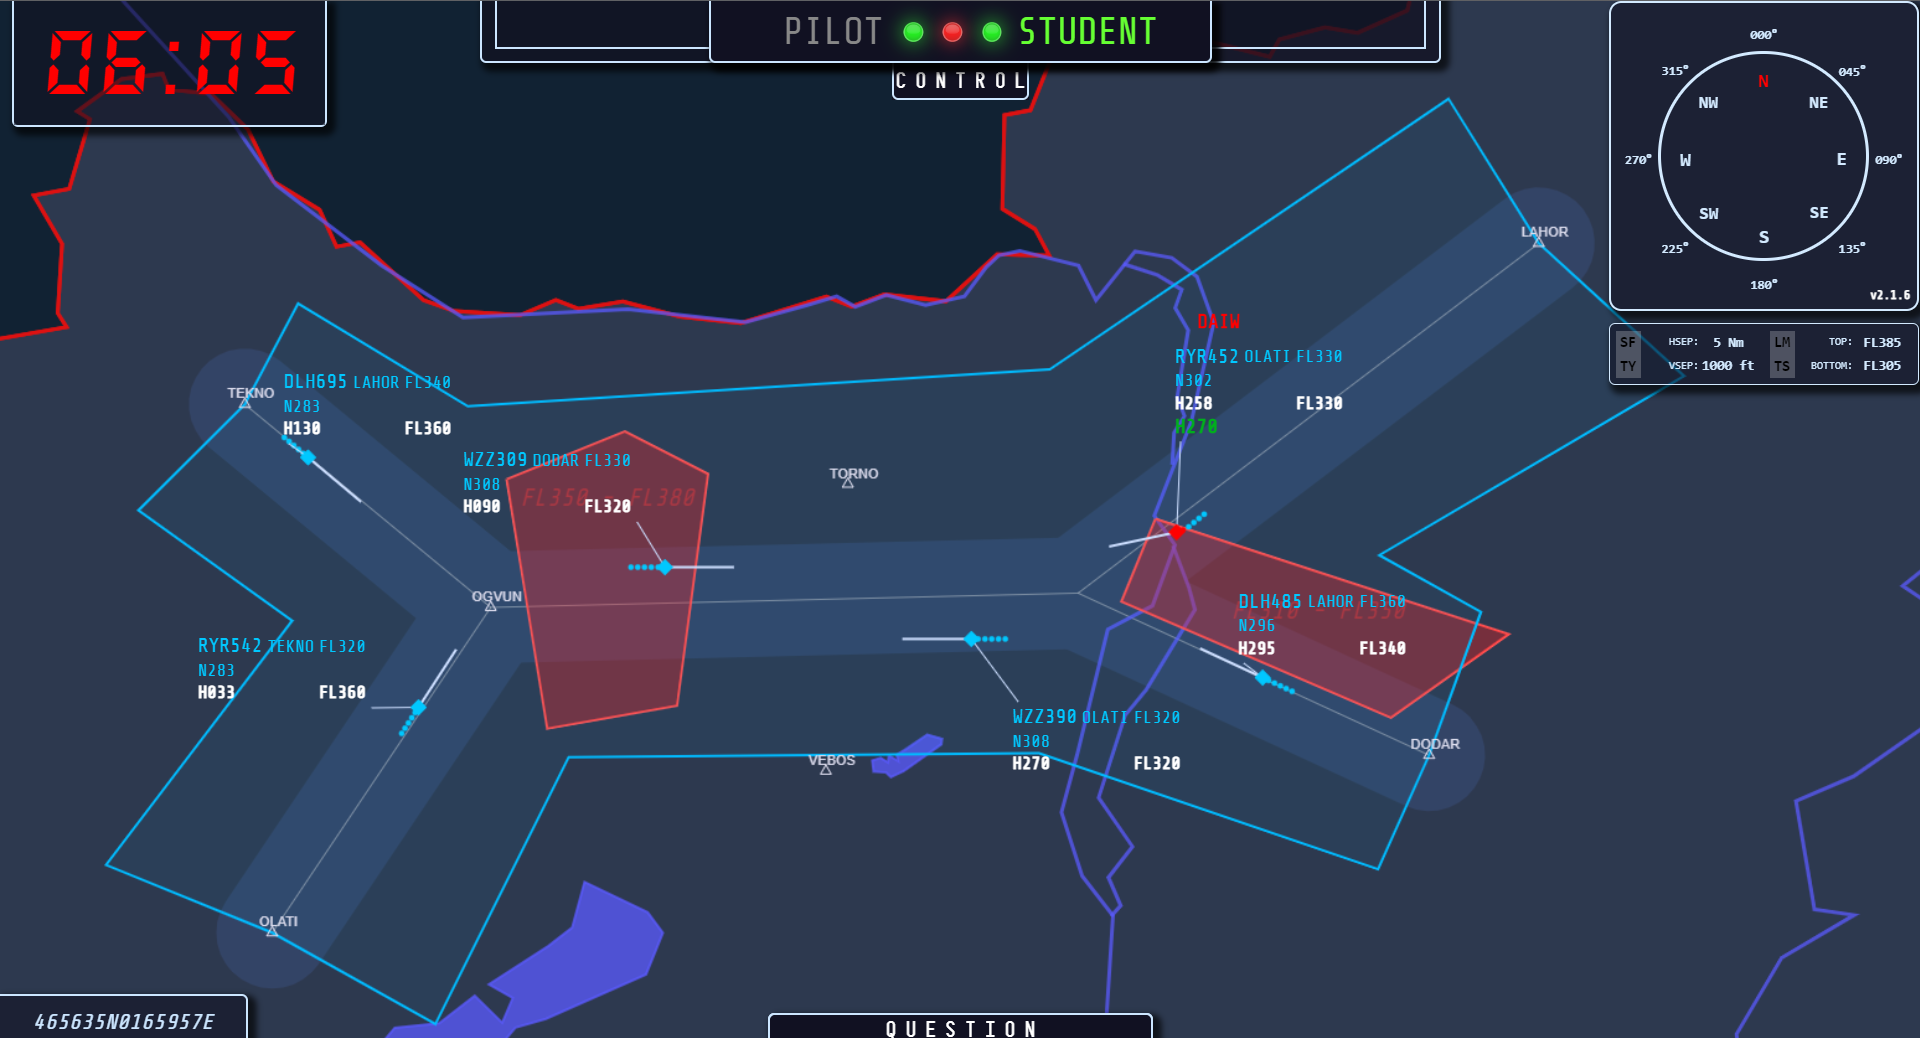 06:05
PILOT STUDENT
CONTROL
000°
315° 045°
N
NW NE
270° W E 090°
SW SE
225° S 135°
180°
v2.1.6
SF HSEP: 5 Nm LM TOP: FL385
TY VSEP: 1000 ft TS BOTTOM: FL305
LAHOR
DAIW
RYR452 OLATI FL330
N302
H258 FL330
H270
TEKNO
DLH695 LAHOR FL340
N283
H130 FL360
WZZ309 DODAR FL330
N308
H090 FL320
FL350 - FL380
TORNO
OGVUN
DLH485 LAHOR FL360
N296
H295 FL340
FL310 - FL350
RYR542 TEKNO FL320
N283
H033 FL360
WZZ390 OLATI FL320
N308
H270 FL320
DODAR
VEBOS
OLATI
465635N0165957E
QUESTION